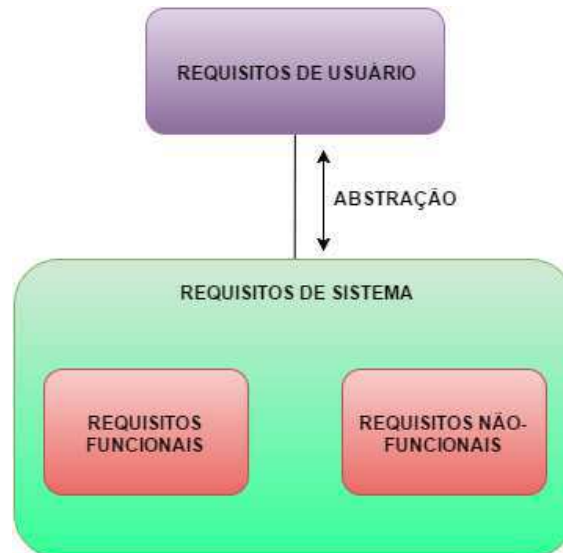 REQUISITOS DE USUÁRIO
ABSTRAÇÃO
REQUISITOS DE SISTEMA
REQUISITOS
FUNCIONAIS
REQUISITOS NÃO-
FUNCIONAIS